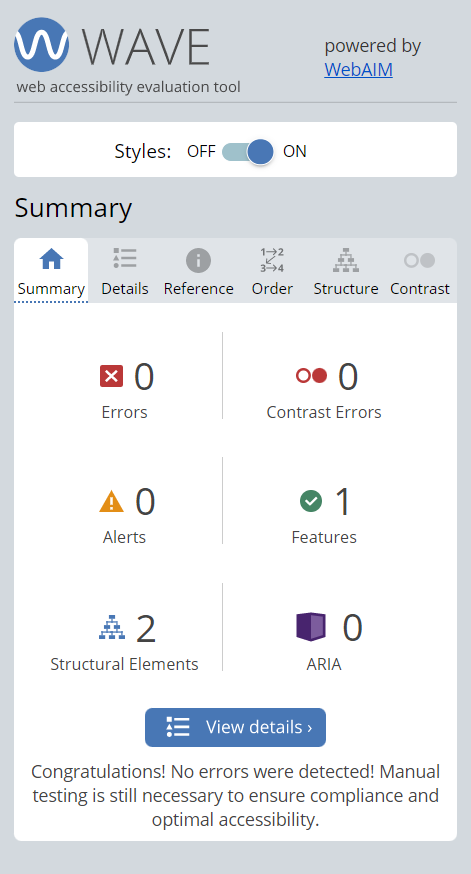 WAVE
web accessibility evaluation tool
powered by
WebAIM
Styles: OFF ON
Summary
Summary Details Reference Order Structure Contrast
1→2
3→4
0 0
Errors Contrast Errors
0 1
Alerts Features
2 0
Structural Elements ARIA
View details ›
Congratulations! No errors were detected! Manual
testing is still necessary to ensure compliance and
optimal accessibility.